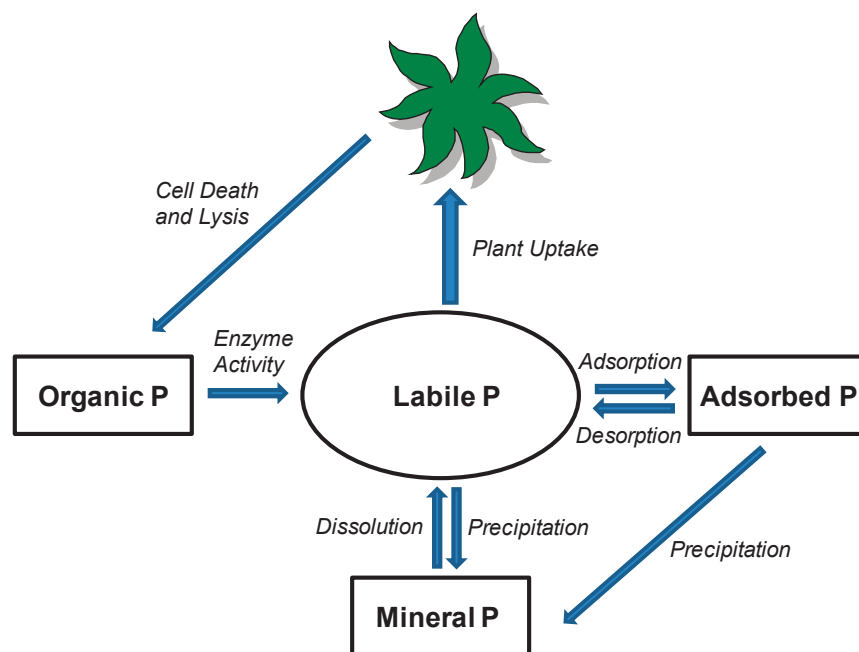 Cell Death
and Lysis
Plant Uptake
Enzyme
Activity
Organic P
Labile P
Adsorption
Desorption
Adsorbed P
Dissolution
Precipitation
Precipitation
Mineral P